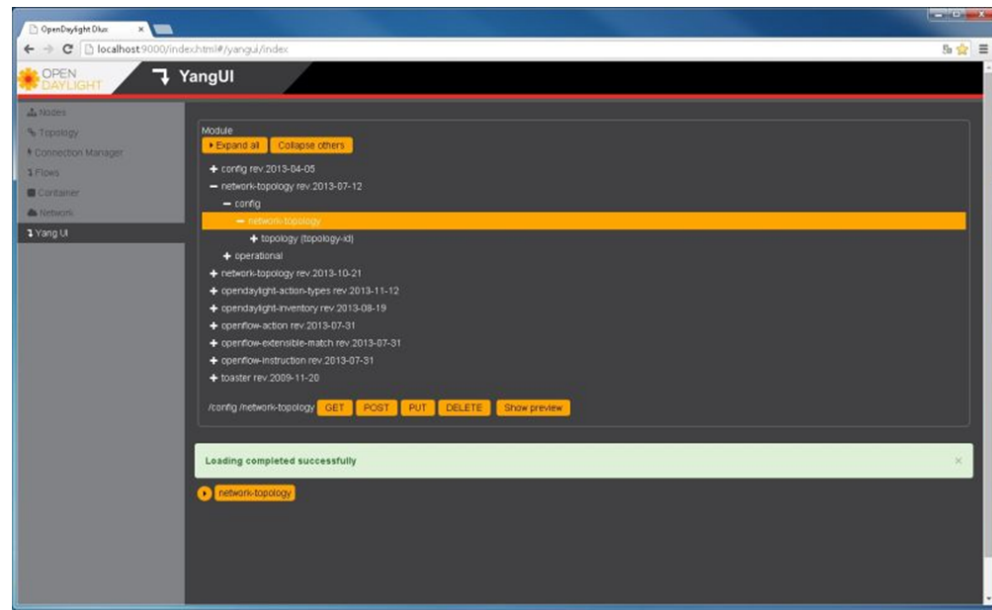 OpenDaylight Dlux
localhost:9000/index.html#/yangui/index
OPEN
DAYLIGHT
YangUI
Nodes
Topology
Connection Manager
Flows
Container
Network
Yang UI
Module
Expand all Collapse others
config rev.2013-04-05
network-topology rev.2013-07-12
config
network-topology
topology (topology-id)
operational
network-topology rev.2013-10-21
opendaylight-action-types rev.2013-11-12
opendaylight-inventory rev.2013-08-19
openflow-action rev.2013-07-31
openflow-extensible-match rev.2013-07-31
openflow-instruction rev.2013-07-31
toaster rev.2009-11-20
/config /network-topology GET POST PUT DELETE Show preview
Loading completed successfully
network-topology